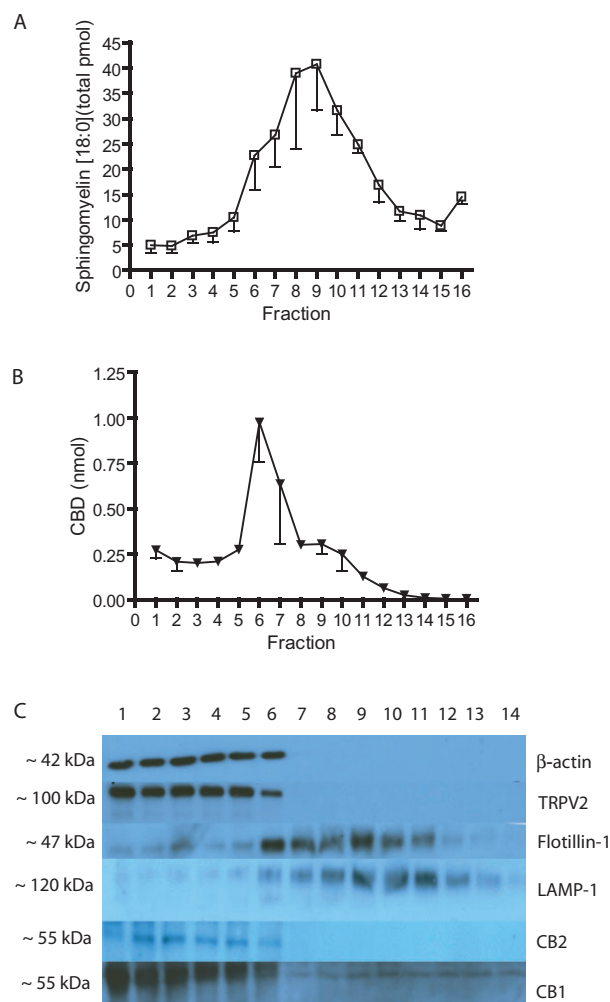 A
Sphingomyelin [18:0](total pmol)
45
40
35
30
25
20
15
10
5
0
0 1 2 3 4 5 6 7 8 9 10 11 12 13 14 15 16
Fraction
B
CBD (nmol)
1.25
1.00
0.75
0.50
0.25
0.00
0 1 2 3 4 5 6 7 8 9 10 11 12 13 14 15 16
Fraction
C
1 2 3 4 5 6 7 8 9 10 11 12 13 14
~ 42 kDa β-actin
~ 100 kDa TRPV2
~ 47 kDa Flotillin-1
~ 120 kDa LAMP-1
~ 55 kDa CB2
~ 55 kDa CB1